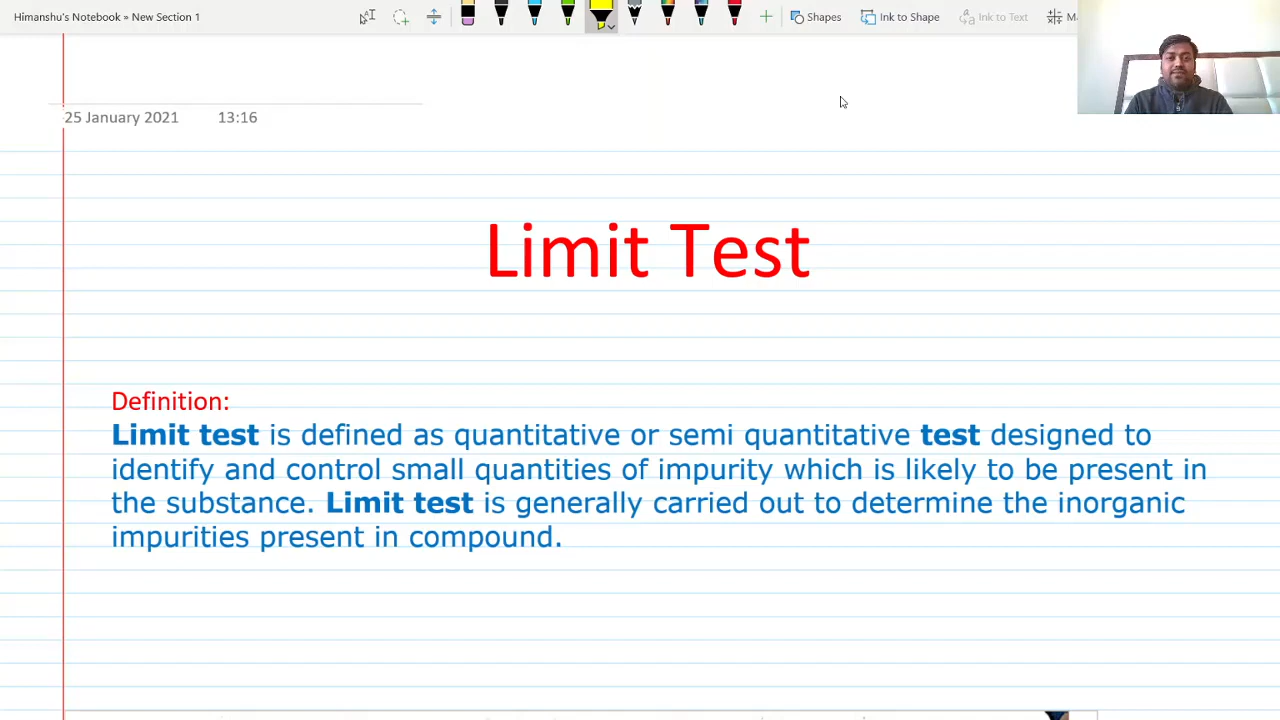 Himanshu's Notebook » New Section 1
Shapes
Ink to Shape
Ink to Text
25 January 2021 13:16
Limit Test
Definition:
Limit test is defined as quantitative or semi quantitative test designed to
identify and control small quantities of impurity which is likely to be present in
the substance. Limit test is generally carried out to determine the inorganic
impurities present in compound.